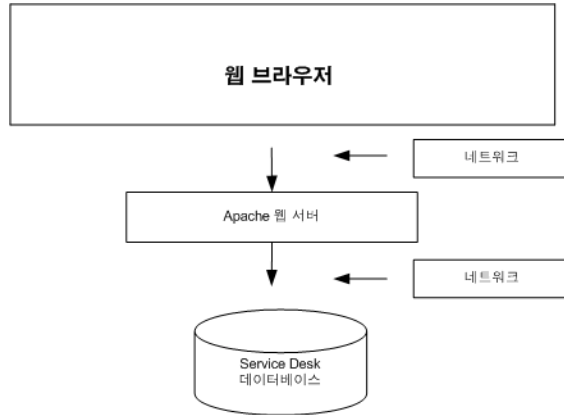 웹 브라우저
네트워크
Apache 웹 서버
네트워크
Service Desk
데이터베이스